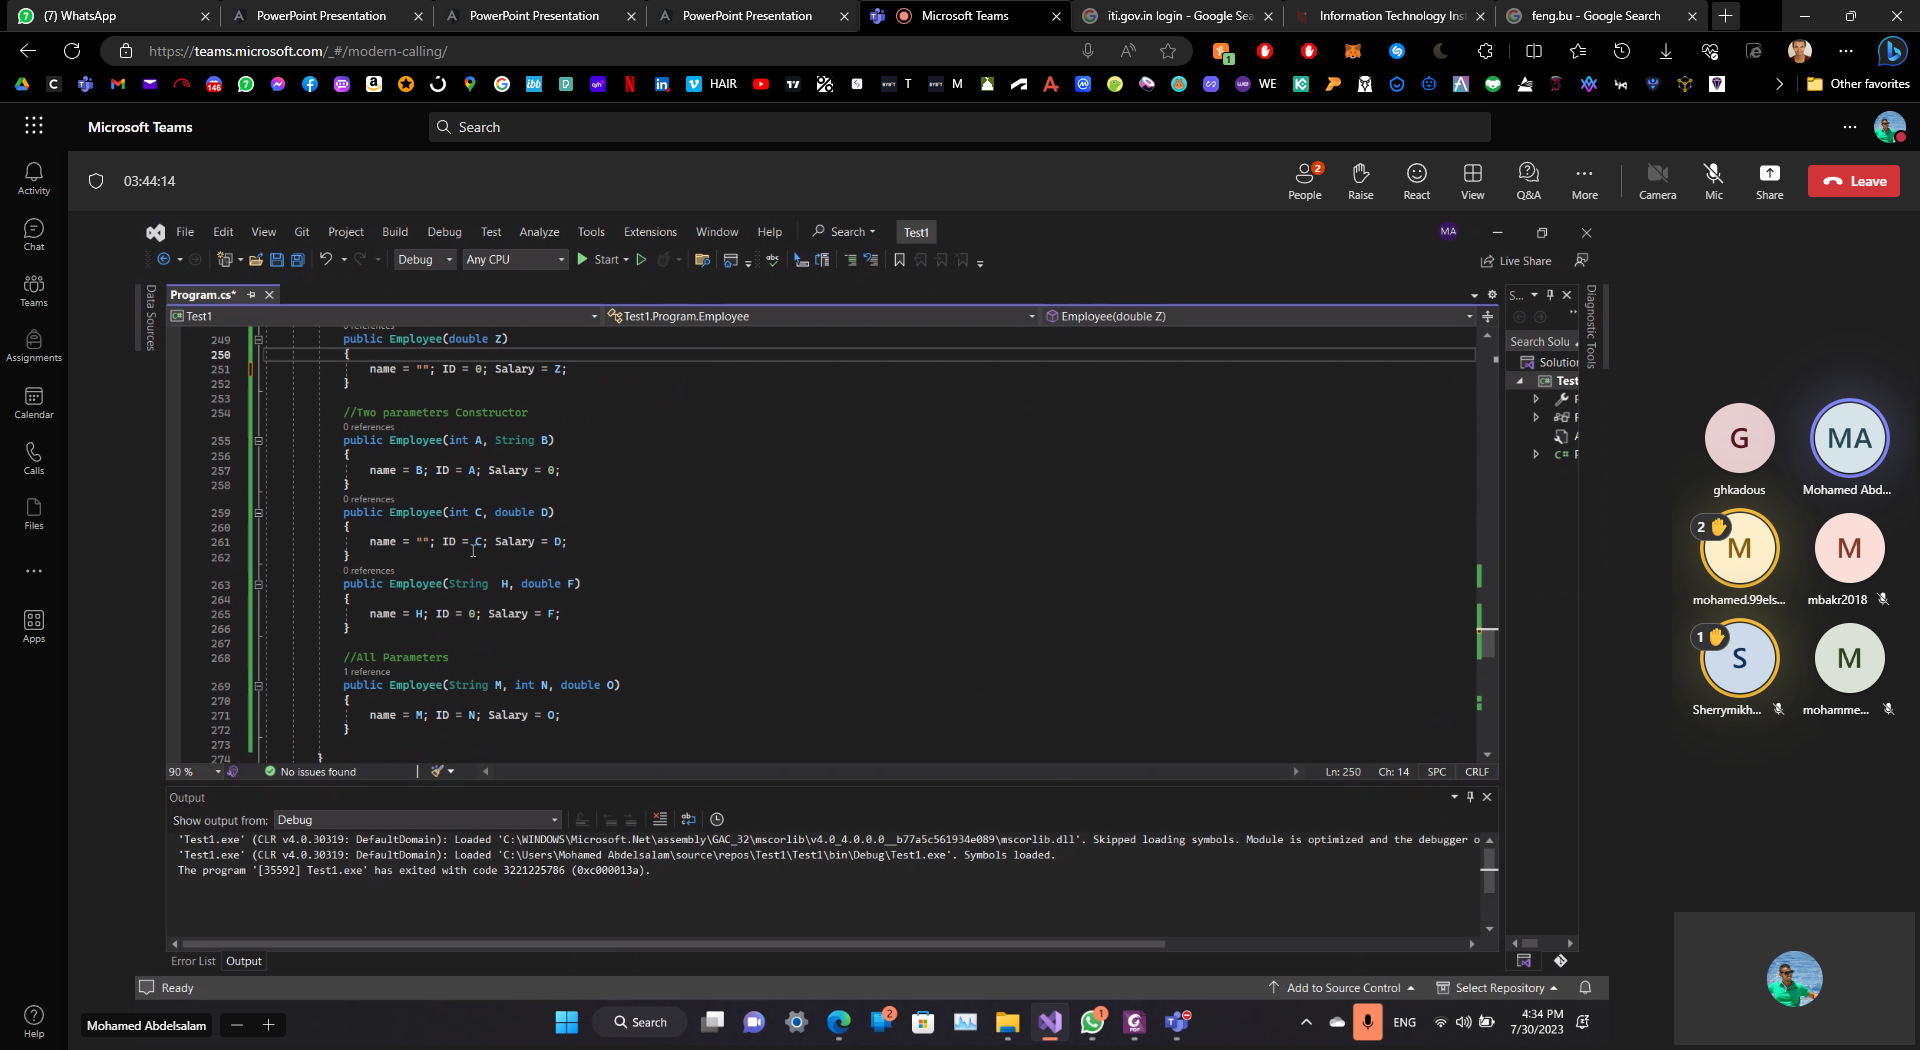 (7) WhatsApp
PowerPoint Presentation
PowerPoint Presentation
PowerPoint Presentation
Microsoft Teams
iti.gov.in login - Google Sea
Information Technology Inst
feng.bu - Google Search
https://teams.microsoft.com/_#/modern-calling/
1
146
ibb
HAIR
T
M
WE
Other favorites
Microsoft Teams
Search
Activity
Chat
Teams
Assignments
Calendar
Calls
Files
Apps
Help
03:44:14
2
People
Raise
React
View
Q&A
More
Camera
Mic
Share
Leave
File Edit View Git Project Build Debug Test Analyze Tools Extensions Window Help Search Test1
MA
Debug Any CPU Start
Live Share
Data Sources
Program.cs*
Test1
Test1.Program.Employee
Employee(double Z)
0 references
249 public Employee(double Z)
250 {
251 name = ""; ID = 0; Salary = Z;
252 }
253
254 //Two parameters Constructor
0 references
255 public Employee(int A, String B)
256 {
257 name = B; ID = A; Salary = 0;
258 }
0 references
259 public Employee(int C, double D)
260 {
261 name = ""; ID = C; Salary = D;
262 }
0 references
263 public Employee(String H, double F)
264 {
265 name = H; ID = 0; Salary = F;
266 }
267
268 //All Parameters
1 reference
269 public Employee(String M, int N, double O)
270 {
271 name = M; ID = N; Salary = O;
272 }
273
274 }
90 %
No issues found
Ln: 250 Ch: 14 SPC CRLF
S...
Search Solu
Solution
Test
Diagnostic Tools
Output
Show output from: Debug
'Test1.exe' (CLR v4.0.30319: DefaultDomain): Loaded 'C:\WINDOWS\Microsoft.Net\assembly\GAC_32\mscorlib\v4.0_4.0.0.0__b77a5c561934e089\mscorlib.dll'. Skipped loading symbols. Module is optimized and the debugger o
'Test1.exe' (CLR v4.0.30319: DefaultDomain): Loaded 'C:\Users\Mohamed Abdelsalam\source\repos\Test1\Test1\bin\Debug\Test1.exe'. Symbols loaded.
The program '[35592] Test1.exe' has exited with code 3221225786 (0xc000013a).
Error List Output
Ready
Add to Source Control
Select Repository
Search
2
1
ENG
4:34 PM
7/30/2023
Mohamed Abdelsalam
G
ghkadous
MA
Mohamed Abd...
2
M
mohamed.99els...
M
mbakr2018
1
S
Sherrymikh...
M
mohamme...